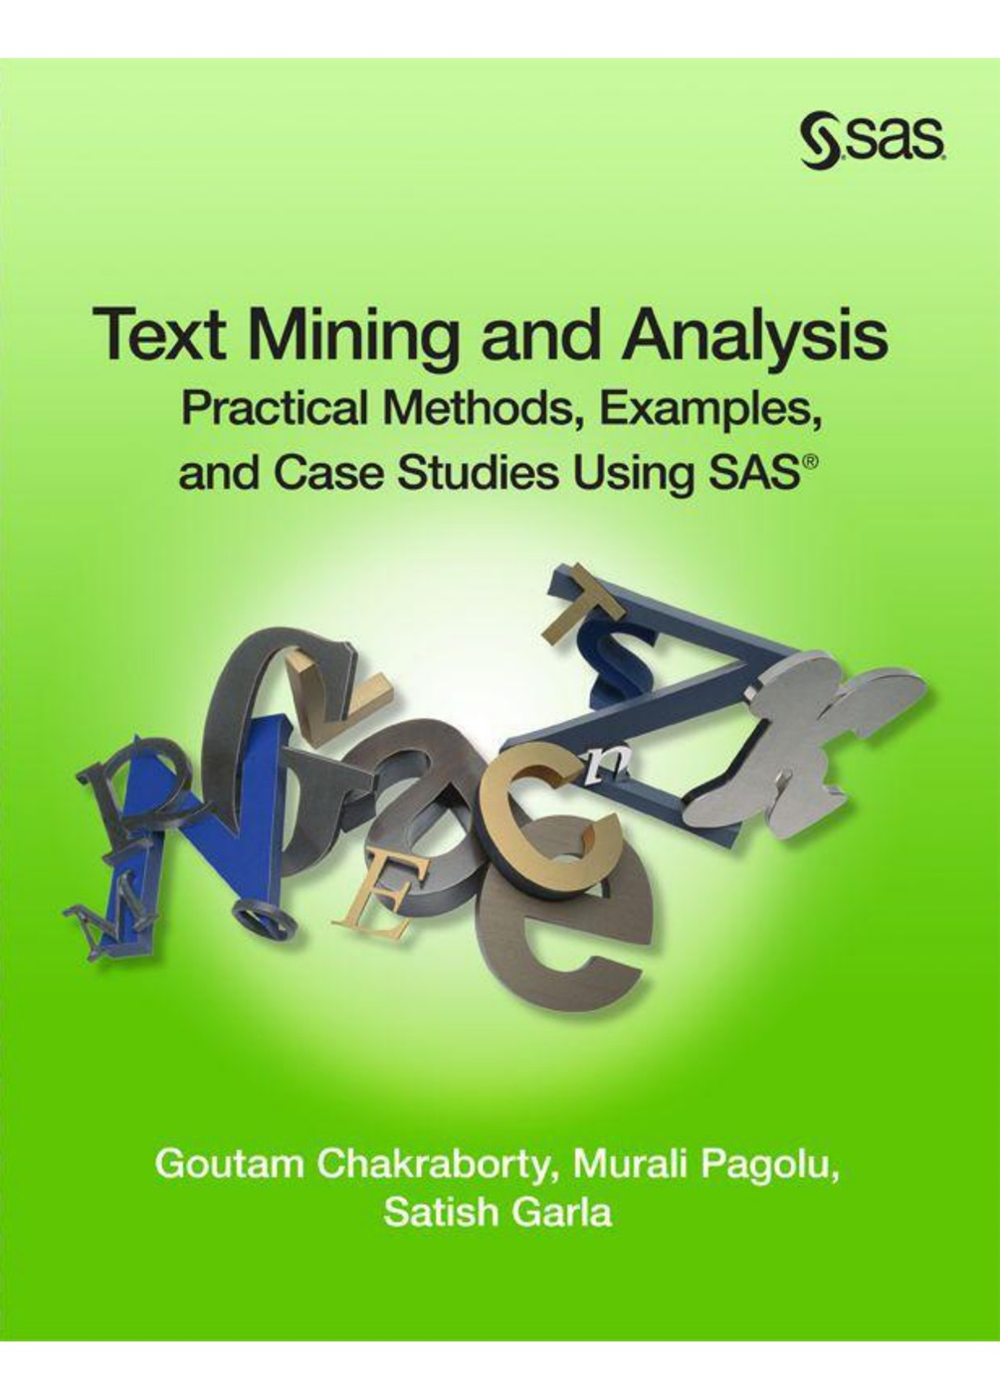 sas
Text Mining and Analysis
Practical Methods, Examples,
and Case Studies Using SAS®
T
S
G
R
N
a
C
n
E
e
Goutam Chakraborty, Murali Pagolu,
Satish Garla